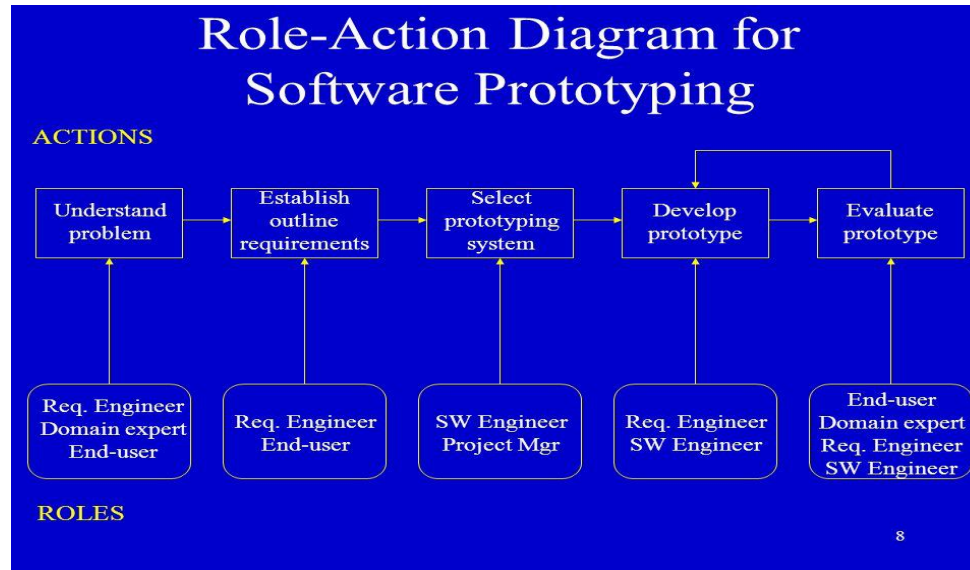 Role-Action Diagram for
Software Prototyping
ACTIONS
Understand
problem
Establish
outline
requirements
Select
prototyping
system
Develop
prototype
Evaluate
prototype
Req. Engineer
Domain expert
End-user
Req. Engineer
End-user
SW Engineer
Project Mgr
Req. Engineer
SW Engineer
End-user
Domain expert
Req. Engineer
SW Engineer
ROLES
8